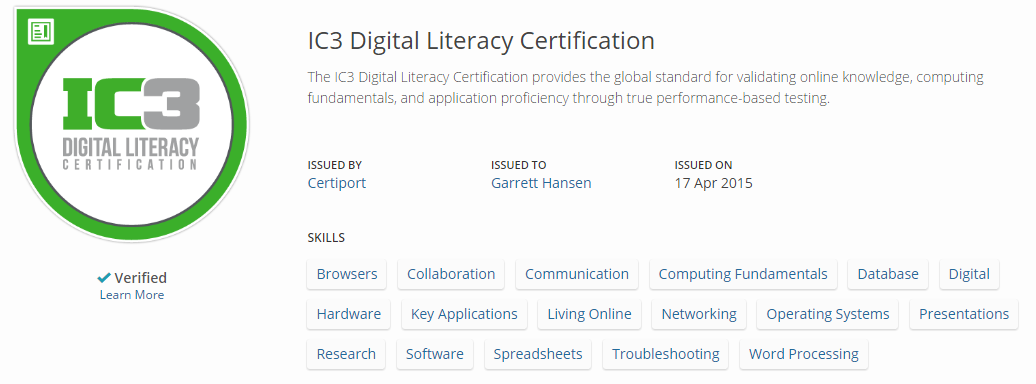 IC3
DIGITAL LITERACY
CERTIFICATION
Verified
Learn More
IC3 Digital Literacy Certification
The IC3 Digital Literacy Certification provides the global standard for validating online knowledge, computing
fundamentals, and application proficiency through true performance-based testing.
ISSUED BY ISSUED TO ISSUED ON
Certiport Garrett Hansen 17 Apr 2015
SKILLS
Browsers Collaboration Communication Computing Fundamentals Database Digital
Hardware Key Applications Living Online Networking Operating Systems Presentations
Research Software Spreadsheets Troubleshooting Word Processing